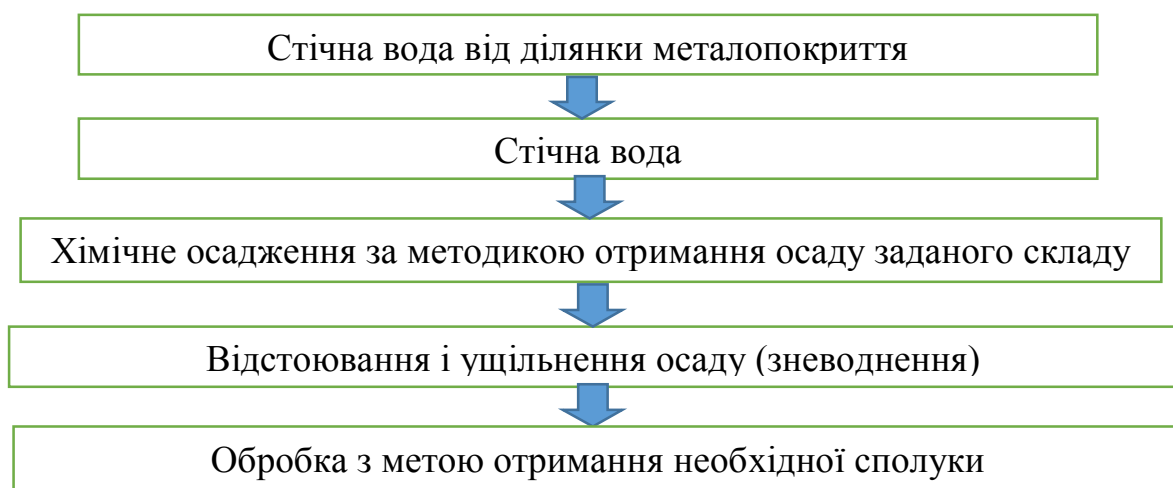 Стічна вода від ділянки металопокриття
Стічна вода
Хімічне осадження за методикою отримання осаду заданого складу
Відстоювання і ущільнення осаду (зневоднення)
Обробка з метою отримання необхідної сполуки